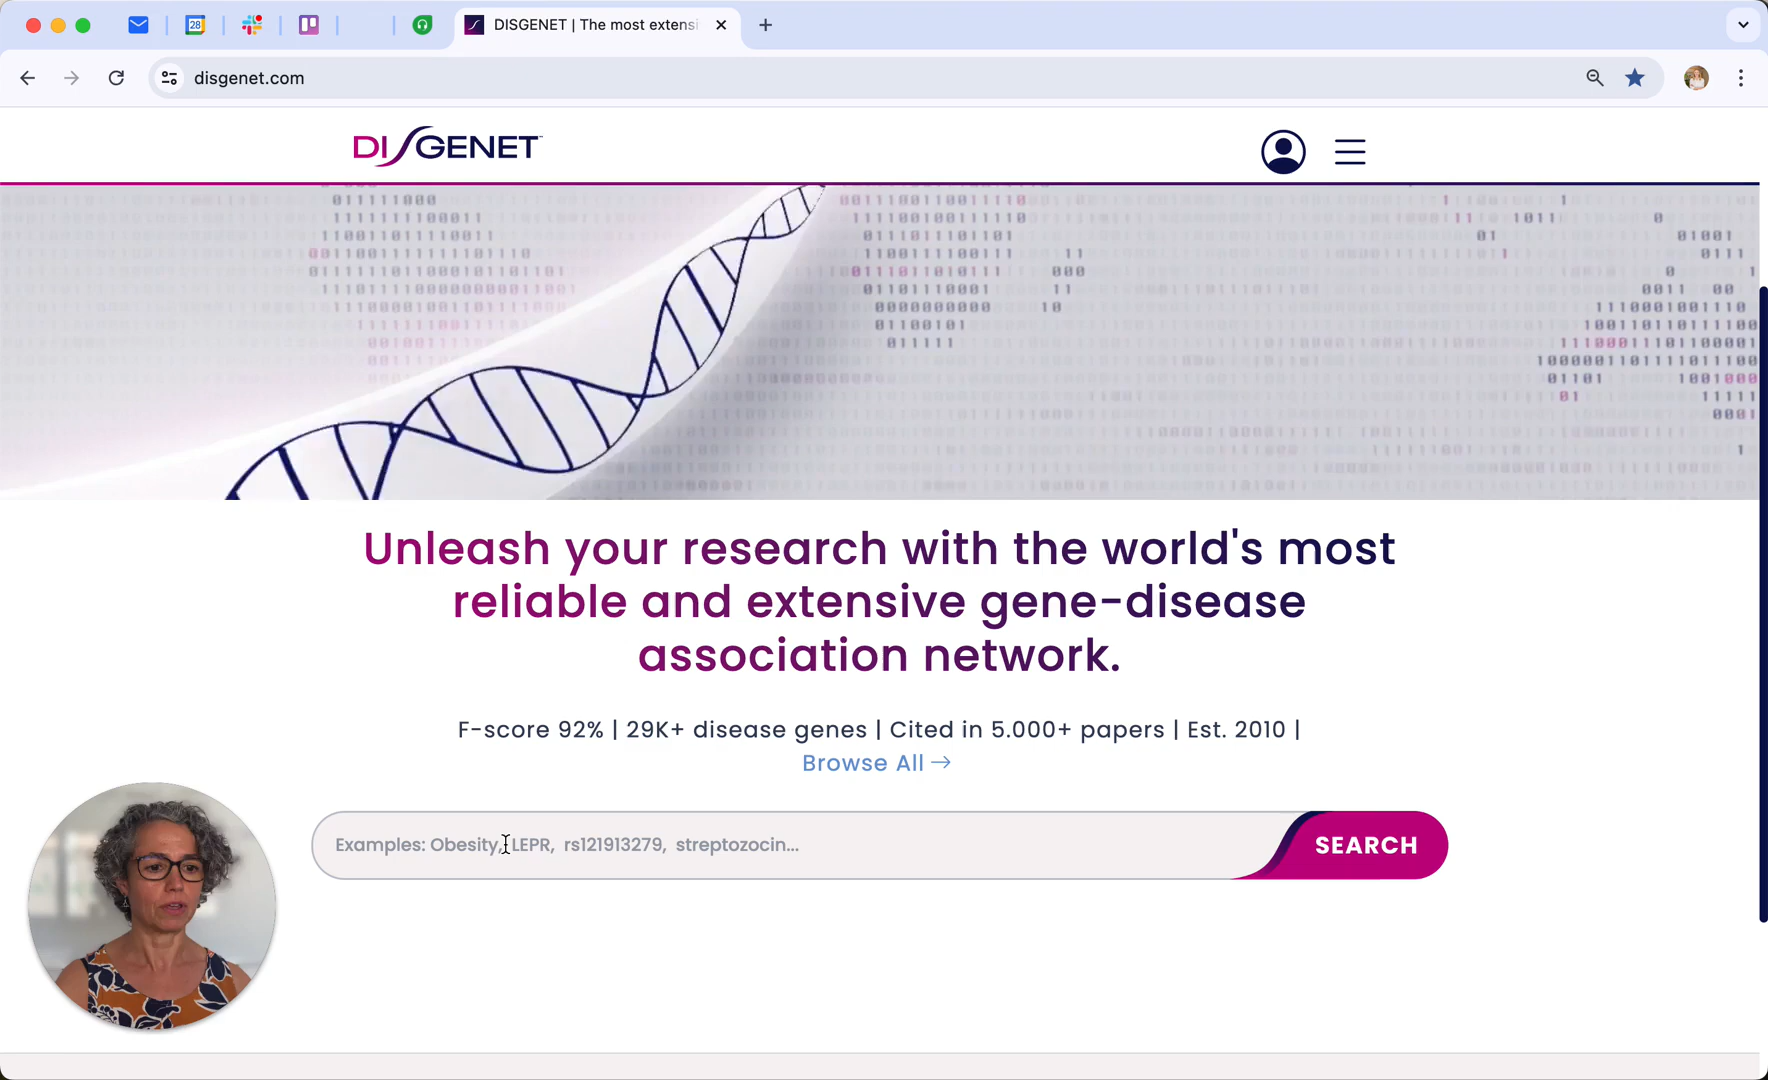 28
DISGENET | The most extensi
disgenet.com
DISGENET
Unleash your research with the world's most
reliable and extensive gene-disease
association network.
F-score 92% | 29K+ disease genes | Cited in 5.000+ papers | Est. 2010 |
Browse All →
Examples: Obesity, LEPR, rs121913279, streptozocin...
SEARCH